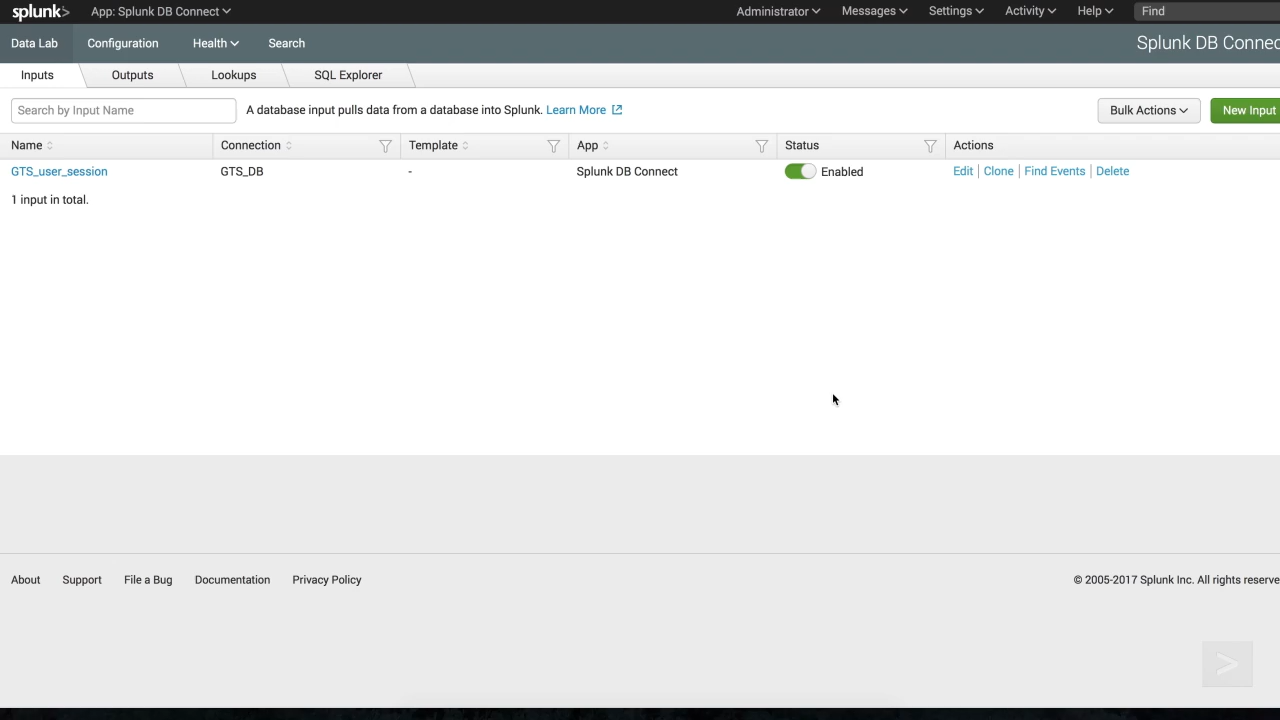 splunk> App: Splunk DB Connect Administrator Messages Settings Activity Help Find
Data Lab Configuration Health Search Splunk DB Connec
Inputs Outputs Lookups SQL Explorer
Search by Input Name A database input pulls data from a database into Splunk. Learn More Bulk Actions New Input
Name Connection Template App Status Actions
GTS_user_session GTS_DB - Splunk DB Connect Enabled Edit | Clone | Find Events | Delete
1 input in total.
About Support File a Bug Documentation Privacy Policy © 2005-2017 Splunk Inc. All rights reserve
>